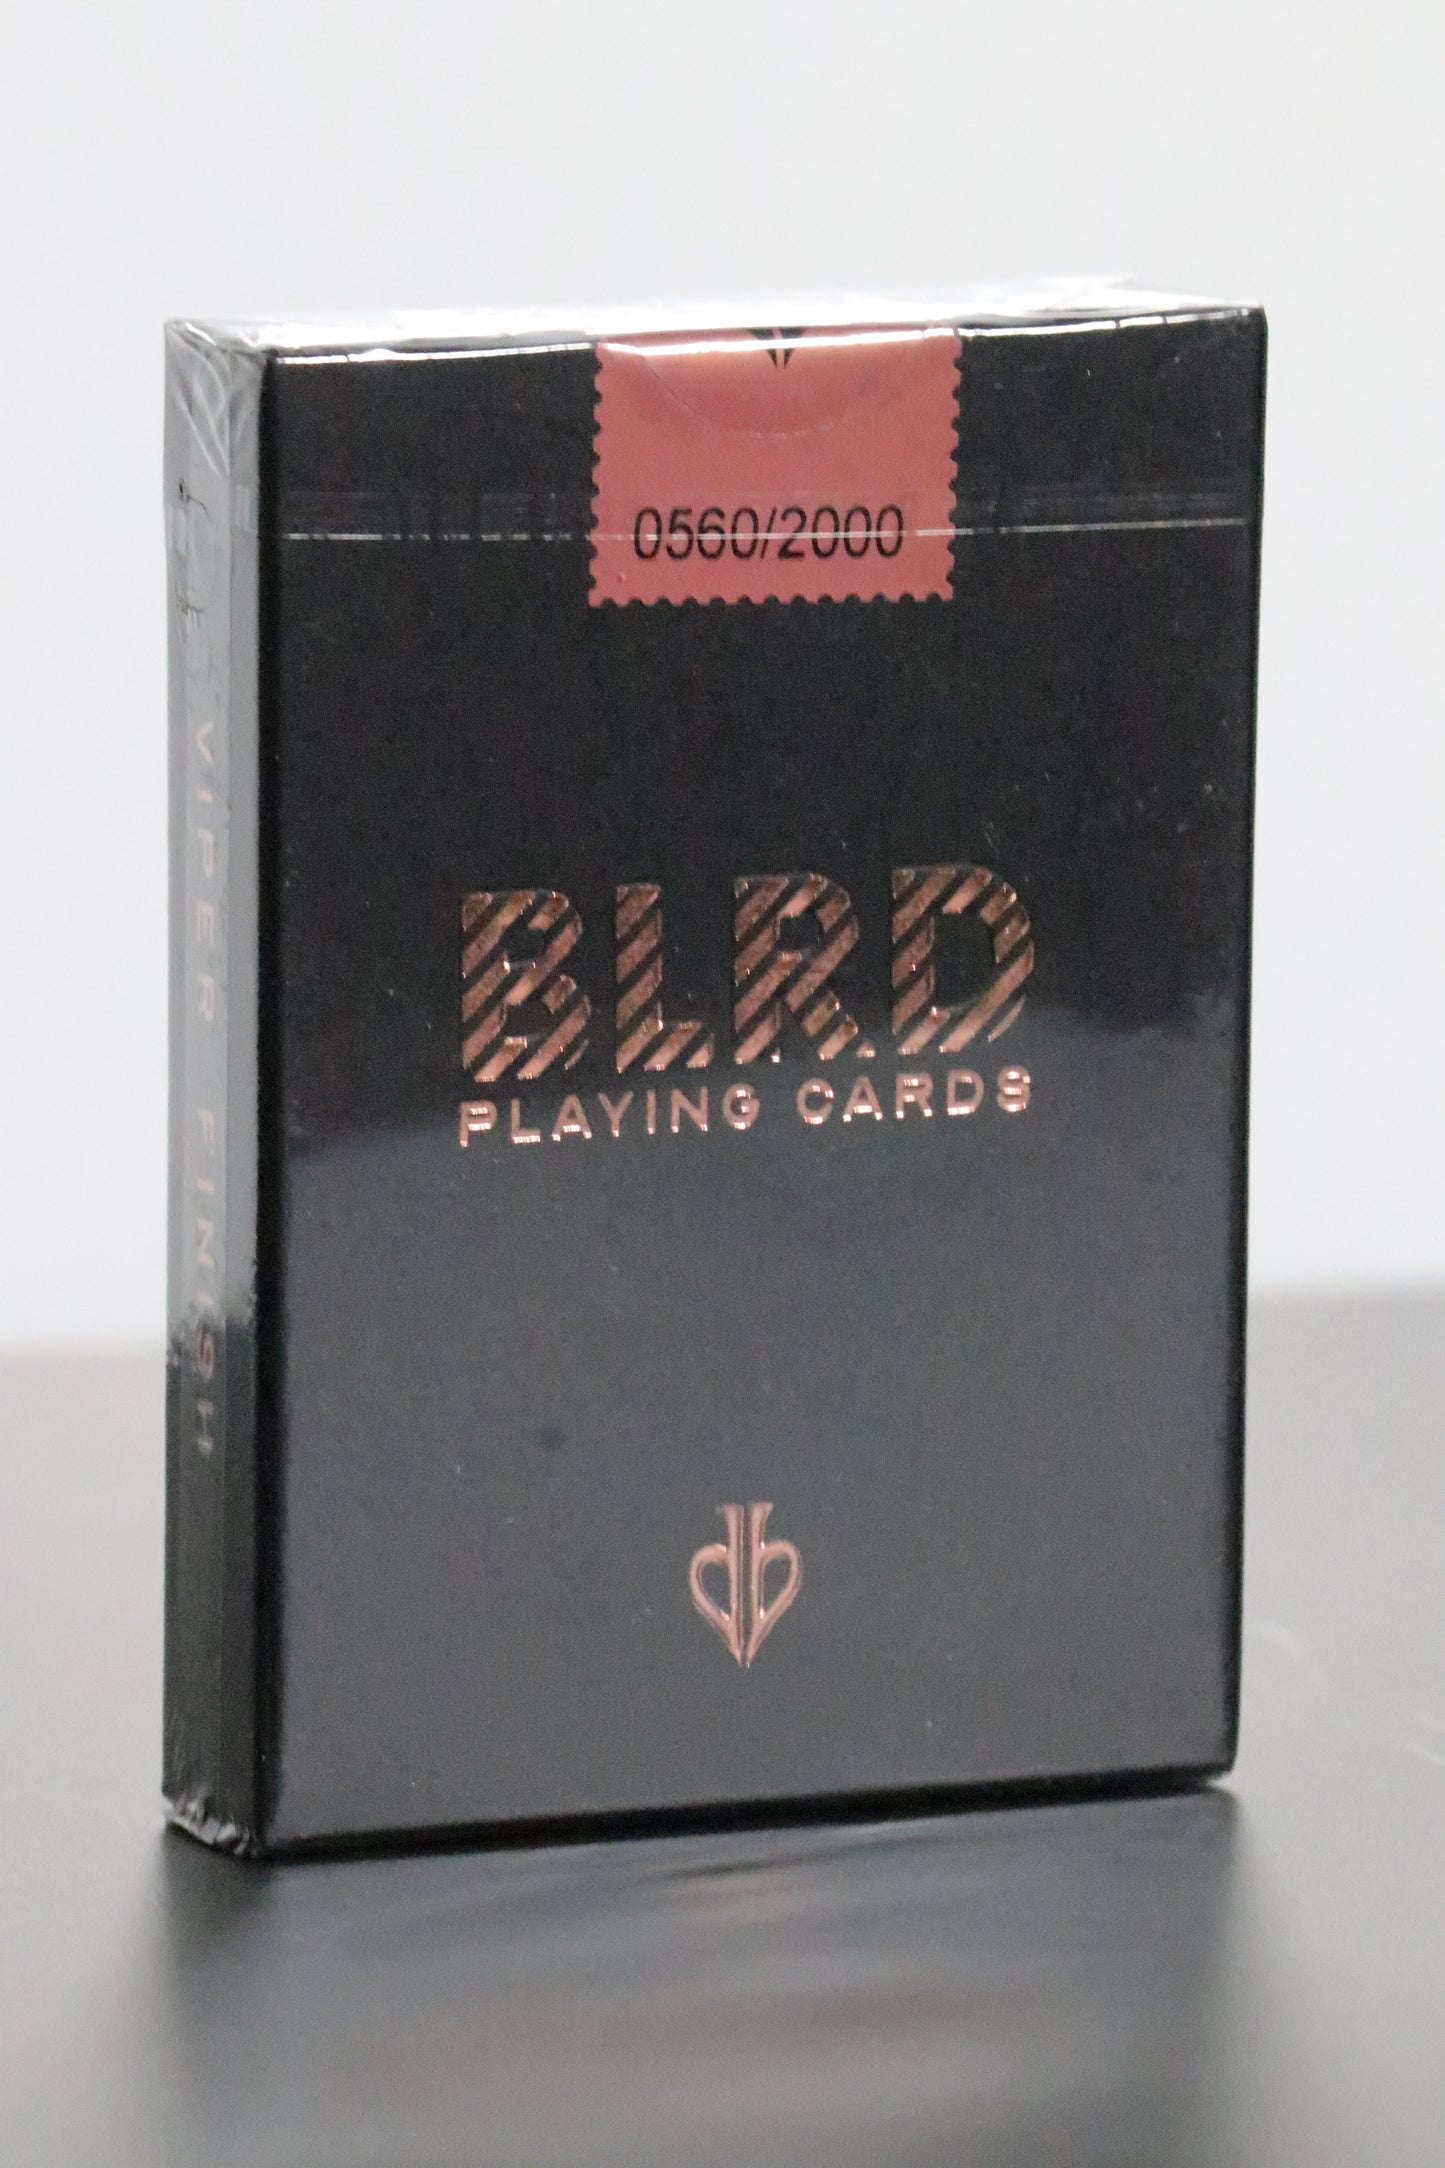 0560/2000
BLRD
PLAYING CARDS
VIPER FINISH